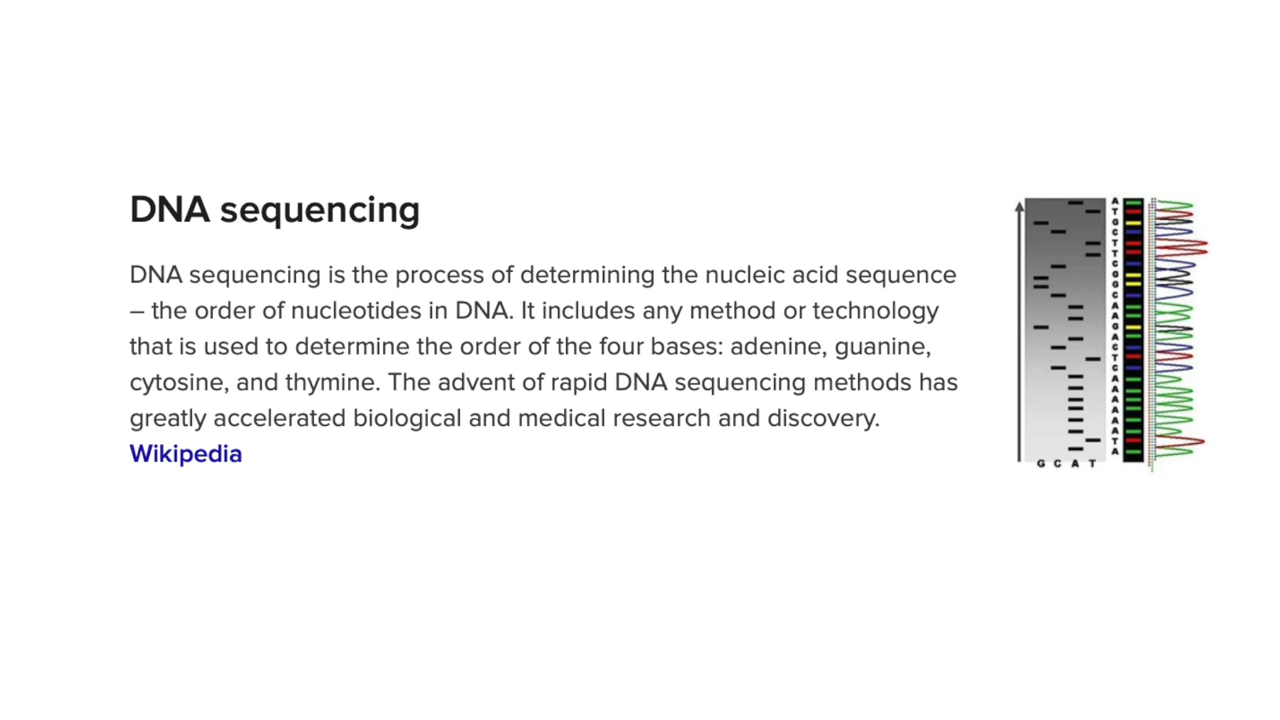 DNA sequencing
DNA sequencing is the process of determining the nucleic acid sequence
– the order of nucleotides in DNA. It includes any method or technology
that is used to determine the order of the four bases: adenine, guanine,
cytosine, and thymine. The advent of rapid DNA sequencing methods has
greatly accelerated biological and medical research and discovery.
Wikipedia
A
T
G
C
T
T
C
G
G
C
A
A
G
A
C
T
C
A
A
A
A
A
A
T
A
G C A T